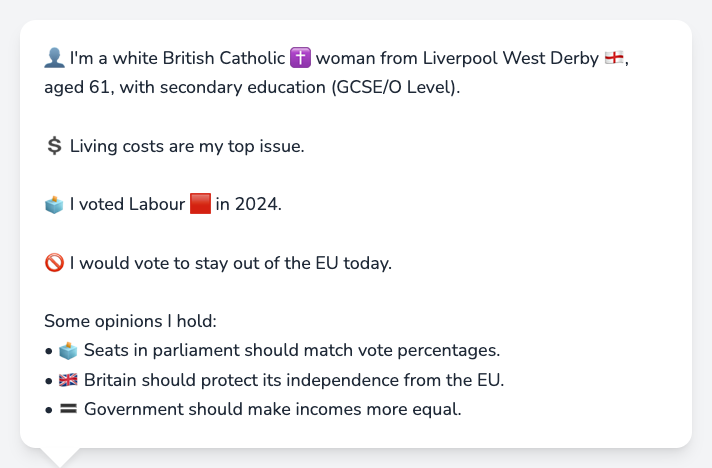 👤 I'm a white British Catholic ✝️ woman from Liverpool West Derby 🏴󠁧󠁢󠁥󠁮󠁧󠁿,
aged 61, with secondary education (GCSE/O Level).
💲 Living costs are my top issue.
🗳️ I voted Labour 🟥 in 2024.
🚫 I would vote to stay out of the EU today.
Some opinions I hold:
• 🗳️ Seats in parliament should match vote percentages.
• 🇬🇧 Britain should protect its independence from the EU.
• 🟰 Government should make incomes more equal.